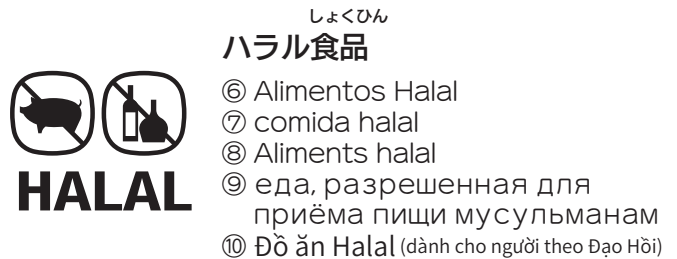 しょくひん
ハラル食品
⑥ Alimentos Halal
⑦ comida halal
⑧ Aliments halal
⑨ еда, разрешенная для
приёма пищи мусульманам
⑩ Đồ ăn Halal (dành cho người theo Đạo Hồi)
HALAL